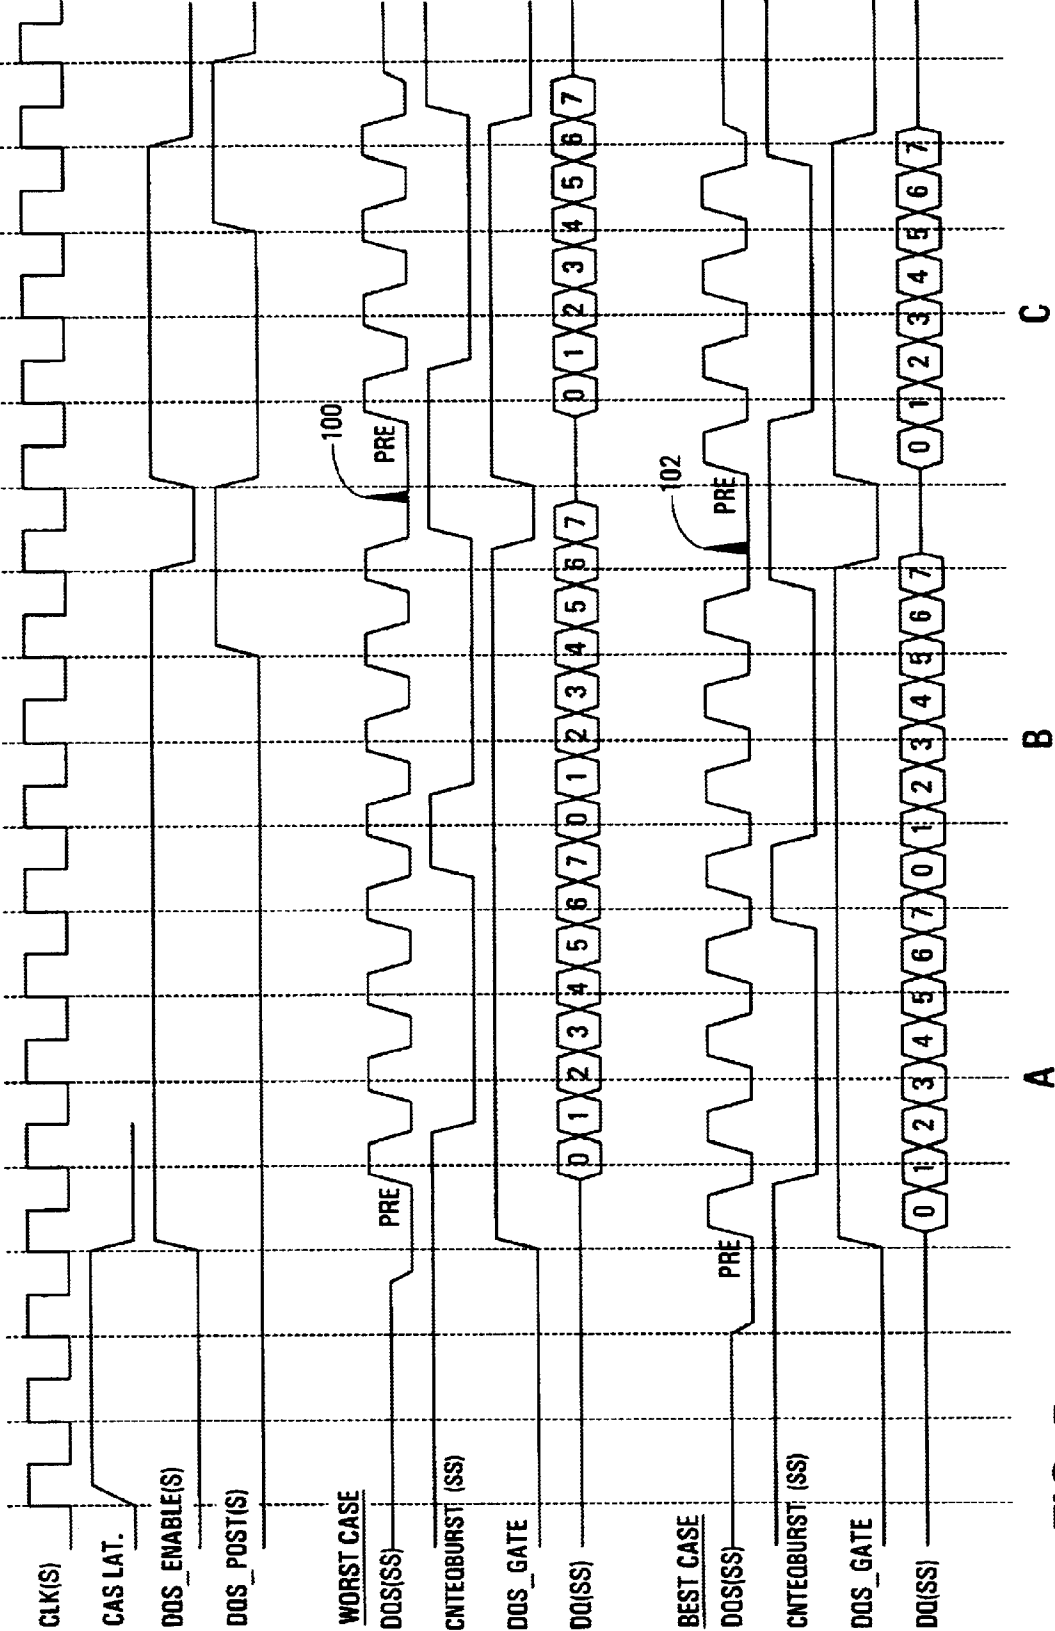 CLK(S)
CAS LAT.
DQS_ENABLE(S)
DQS_POST(S)
WORST CASE
100
DQS(SS) PRE PRE
CNTEQBURST (SS)
DQS_GATE
DQ(SS) 0 1 2 3 4 5 6 7 0 1 2 3 4 5 6 7 0 1 2 3 4 5 6 7
BEST CASE
102
DQS(SS) PRE PRE
CNTEQBURST (SS)
DQS_GATE
DQ(SS) 0 1 2 3 4 5 6 7 0 1 2 3 4 5 6 7 0 1 2 3 4 5 6 7
A B C